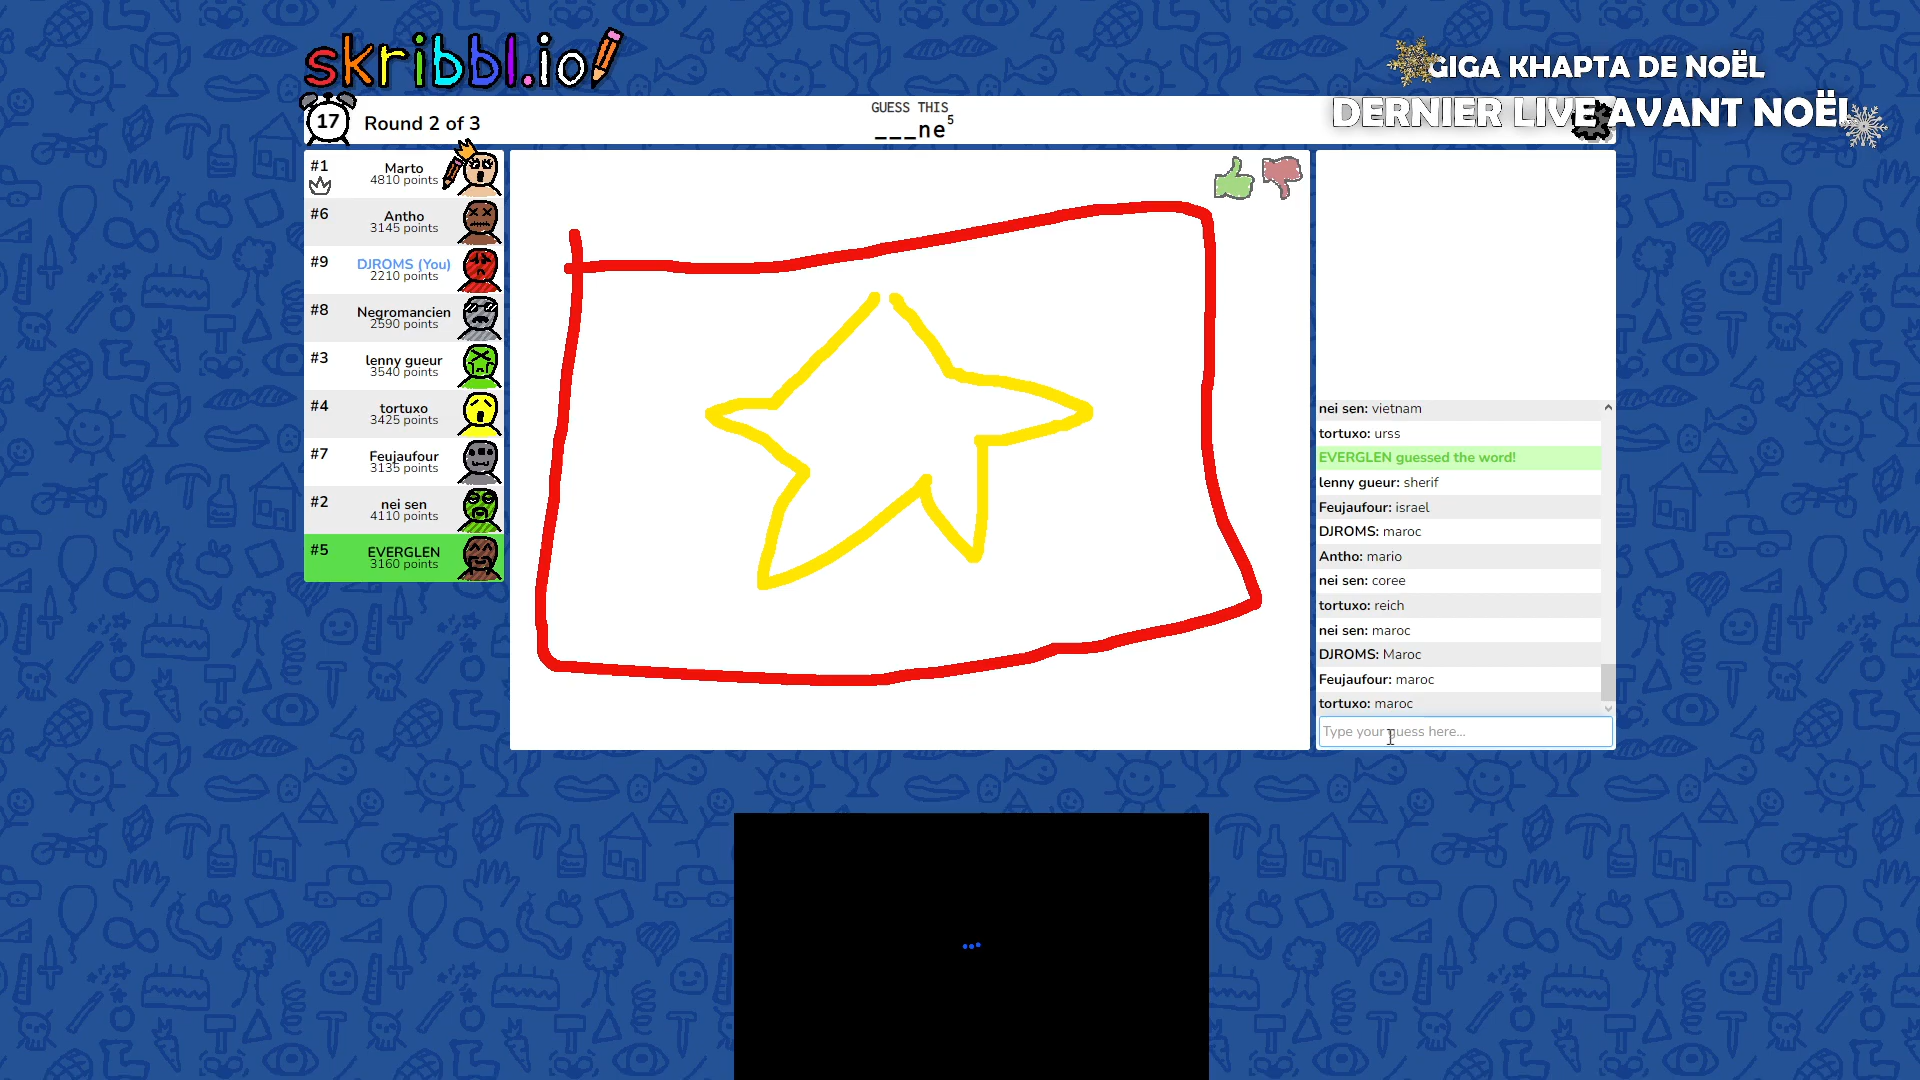 skribbl.io
GIGA KHAPTA DE NOËL
DERNIER LIVE AVANT NOËL
17
Round 2 of 3
GUESS THIS
___ne 5
#1
Marto
4810 points
#6
Antho
3145 points
#9
DJROMS (You)
2210 points
#8
Negromancien
2590 points
#3
lenny gueur
3540 points
#4
tortuxo
3425 points
#7
Feujaufour
3135 points
#2
nei sen
4110 points
#5
EVERGLEN
3160 points
nei sen: vietnam
tortuxo: urss
EVERGLEN guessed the word!
lenny gueur: sherif
Feujaufour: israel
DJROMS: maroc
Antho: mario
nei sen: coree
tortuxo: reich
nei sen: maroc
DJROMS: Maroc
Feujaufour: maroc
tortuxo: maroc
Type your guess here...